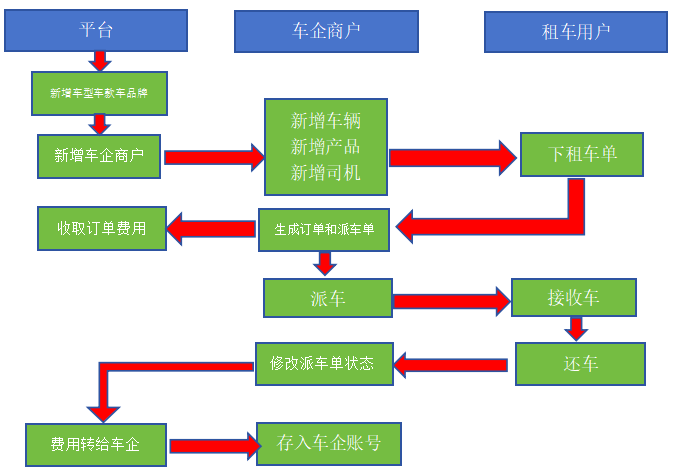 平台
车企商户
租车用户
新增车型车款车品牌
新增车企商户
新增车辆
新增产品
新增司机
下租车单
收取订单费用
生成订单和派车单
派车
接收车
修改派车单状态
还车
费用转给车企
存入车企账号